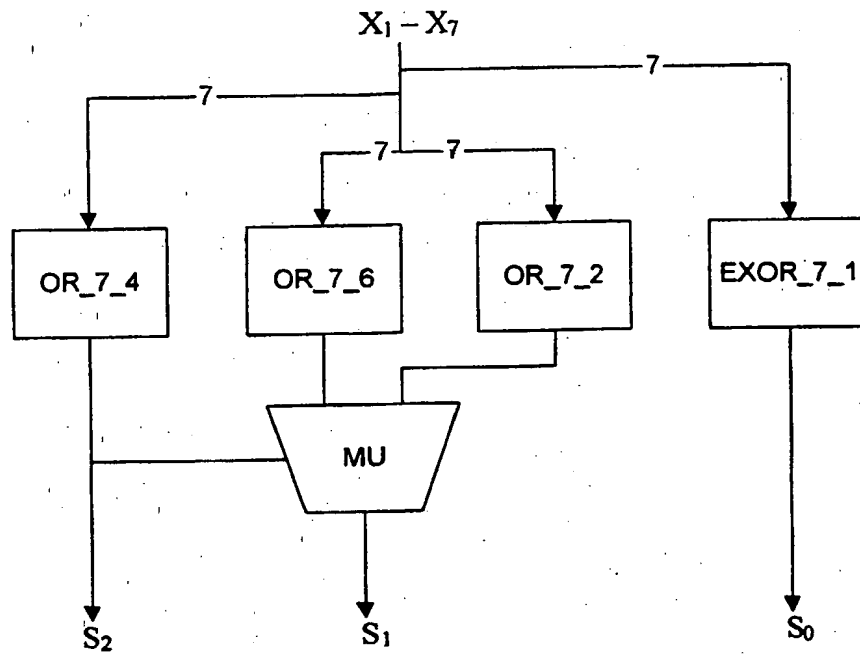 X₁ – X₇
7
7
7 7
OR_7_4
OR_7_6
OR_7_2
EXOR_7_1
MU
S₂
S₁
S₀